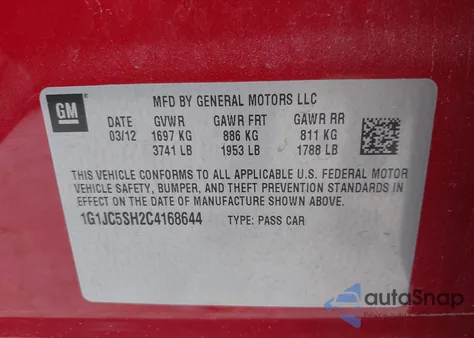 GM
MFD BY GENERAL MOTORS LLC
DATE GVWR GAWR FRT GAWR RR
03/12 1697 KG 886 KG 811 KG
3741 LB 1953 LB 1788 LB
THIS VEHICLE CONFORMS TO ALL APPLICABLE U.S. FEDERAL MOTOR
VEHICLE SAFETY, BUMPER, AND THEFT PREVENTION STANDARDS
IN EFFECT ON THE DATE OF MANUFACTURE SHOWN ABOVE.
1G1JC5SH2C4168644 TYPE: PASS CAR
autoSnap